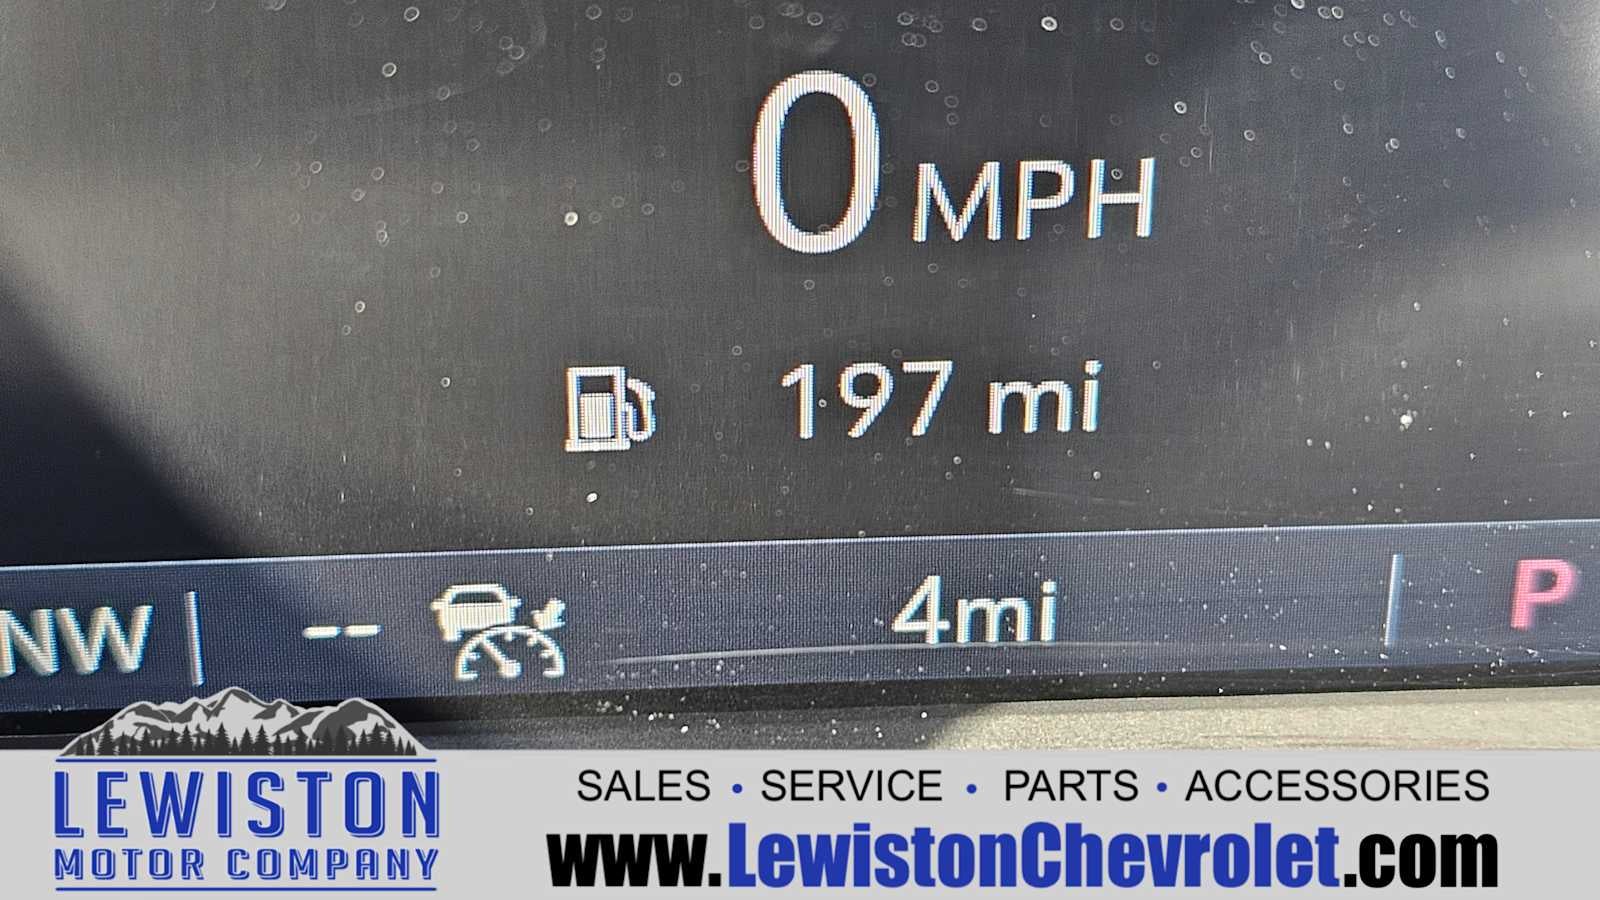 0 MPH
197 mi
NW -- 4mi P
LEWISTON
MOTOR COMPANY
SALES • SERVICE • PARTS • ACCESSORIES
www.LewistonChevrolet.com